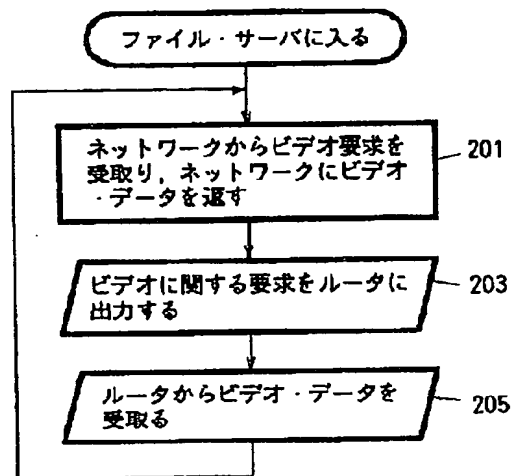 ファイル・サーバに入る
ネットワークからビデオ要求を
受取り，ネットワークにビデオ
・データを返す
201
ビデオに関する要求をルータに
出力する
203
ルータからビデオ・データを
受取る
205